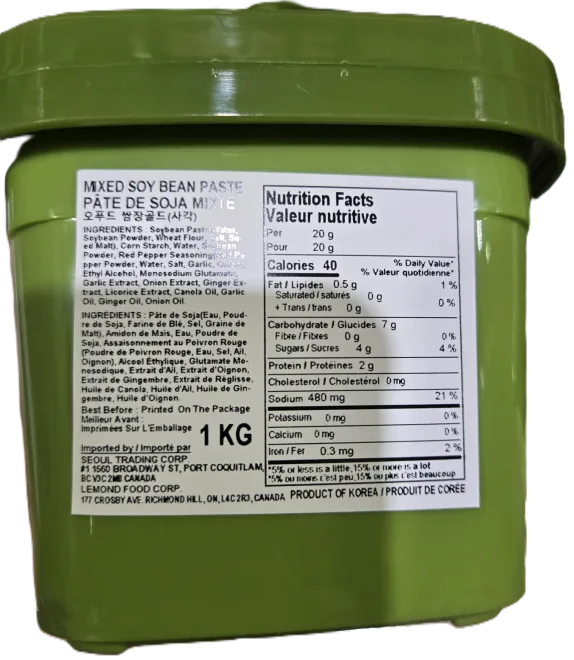 MIXED SOY BEAN PASTE
PÂTE DE SOJA MIXTE
오푸드 쌈장골드(사각)
INGREDIENTS : Soybean Paste(Water,
Soybean Powder, Wheat Flour, Salt, Se-
ed Malt), Corn Starch, Water, Soybean
Powder, Red Pepper Seasoning(Red Pe-
pper Powder, Water, Salt, Garlic,
Ethyl Alcohol, Monosodium Glutamate,
Garlic Extract, Onion Extract, Ginger Ex-
tract, Licorice Extract, Canola Oil, Garlic
Oil, Ginger Oil, Onion Oil.
INGRÉDIENTS : Pâte de Soja(Eau, Poud-
re de Soja, Farine de Blé, Sel, Graine de
Malt), Amidon de Maïs, Eau, Poudre de
Soja, Assaisonnement au Poivron Rouge
(Poudre de Poivron Rouge, Eau, Sel, Ail,
Oignon), Alcool Éthylique, Glutamate Mo-
nosodique, Extrait d'Ail, Extrait d'Oignon,
Extrait de Gingembre, Extrait de Réglisse,
Huile de Canola, Huile d'Ail, Huile de Gin-
gembre, Huile d'Oignon.
Best Before : Printed On The Package
Meilleur Avant :
Imprimées Sur L'Emballage
1 KG
Imported by / Importé par
SEOUL TRADING CORP.
#1 1560 BROADWAY ST, PORT COQUITLAM,
BC V3C 2M8 CANADA
LEMOND FOOD CORP
177 CROSBY AVE. RICHMOND HILL, ON, L4C 2R3, CANADA
Nutrition Facts
Valeur nutritive
Per 20 g
Pour 20 g
Calories 40
% Daily Value*
% Valeur quotidienne*
Fat / Lipides 0.5 g 1 %
Saturated / saturés 0 g
+ Trans / trans 0 g 0 %
Carbohydrate / Glucides 7 g
Fibre / Fibres 0 g 0 %
Sugars / Sucres 4 g 4 %
Protein / Protéines 2 g
Cholesterol / Cholestérol 0 mg
Sodium 480 mg 21 %
Potassium 0 mg 0 %
Calcium 0 mg 0 %
Iron / Fer 0.3 mg 2 %
*5% or less is a little, 15% or more is a lot
*5% ou moins c'est peu, 15% ou plus c'est beaucoup
PRODUCT OF KOREA / PRODUIT DE CORÉE